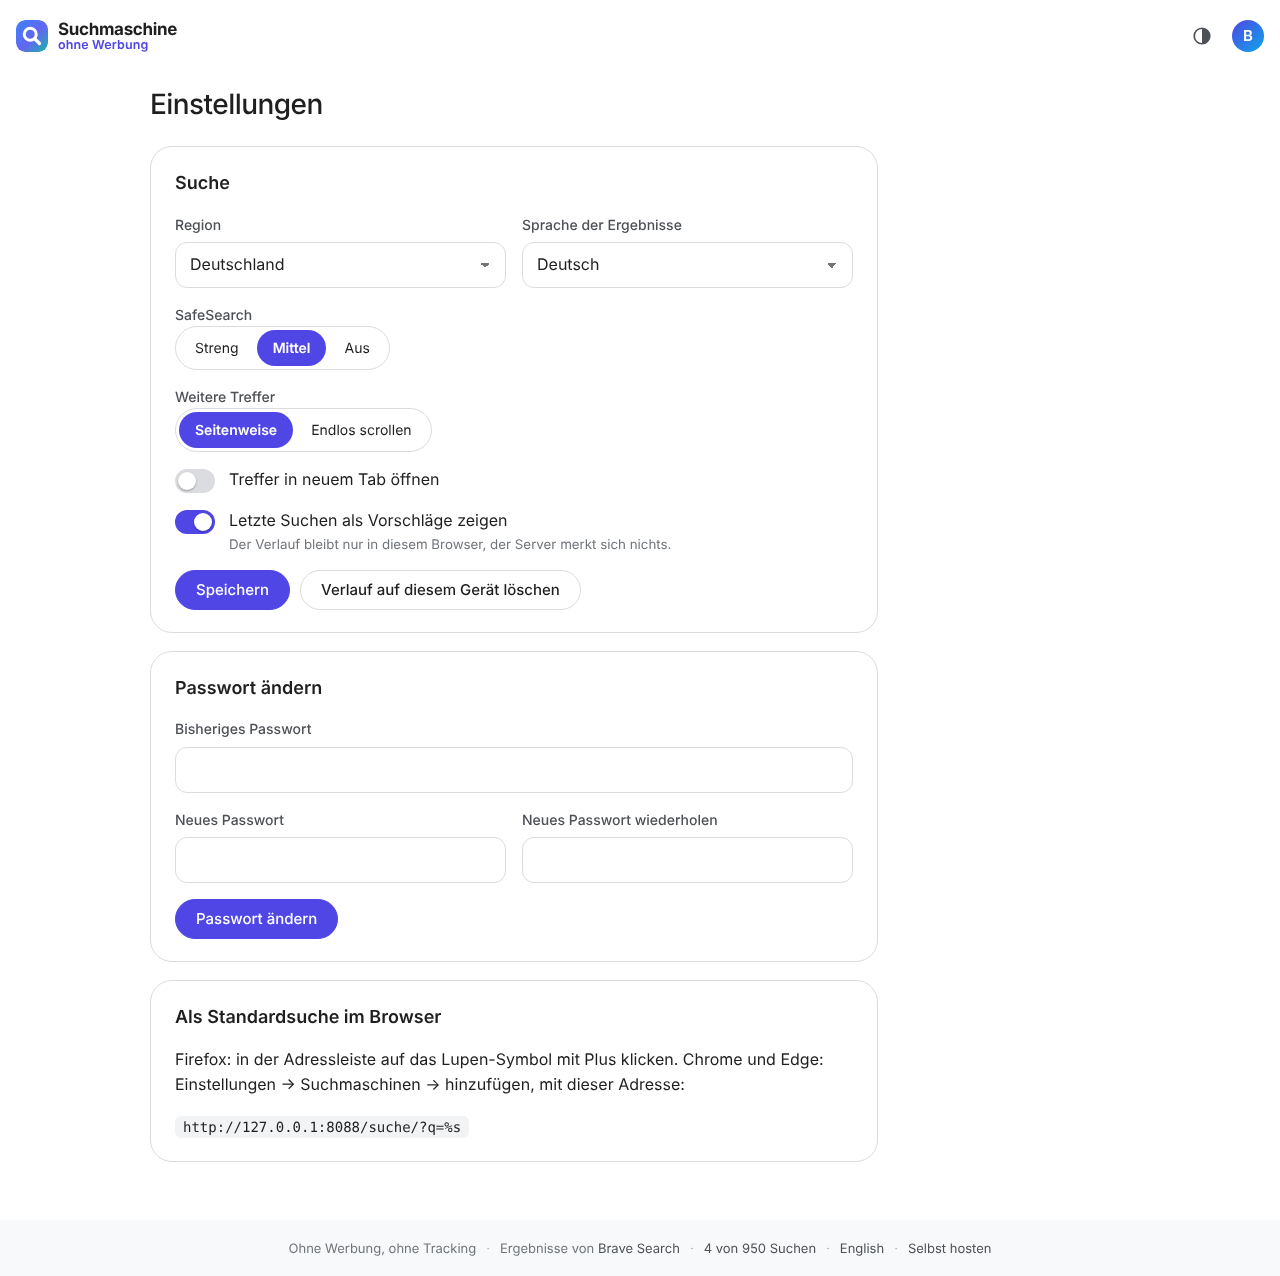 Suchmaschine
ohne Werbung
B
Einstellungen
Suche
Region
Sprache der Ergebnisse
Deutschland
Deutsch
SafeSearch
Streng Mittel Aus
Weitere Treffer
Seitenweise Endlos scrollen
Treffer in neuem Tab öffnen
Letzte Suchen als Vorschläge zeigen
Der Verlauf bleibt nur in diesem Browser, der Server merkt sich nichts.
Speichern Verlauf auf diesem Gerät löschen
Passwort ändern
Bisheriges Passwort
Neues Passwort
Neues Passwort wiederholen
Passwort ändern
Als Standardsuche im Browser
Firefox: in der Adressleiste auf das Lupen-Symbol mit Plus klicken. Chrome und Edge:
Einstellungen → Suchmaschinen → hinzufügen, mit dieser Adresse:
http://127.0.0.1:8088/suche/?q=%s
Ohne Werbung, ohne Tracking · Ergebnisse von Brave Search · 4 von 950 Suchen · English · Selbst hosten